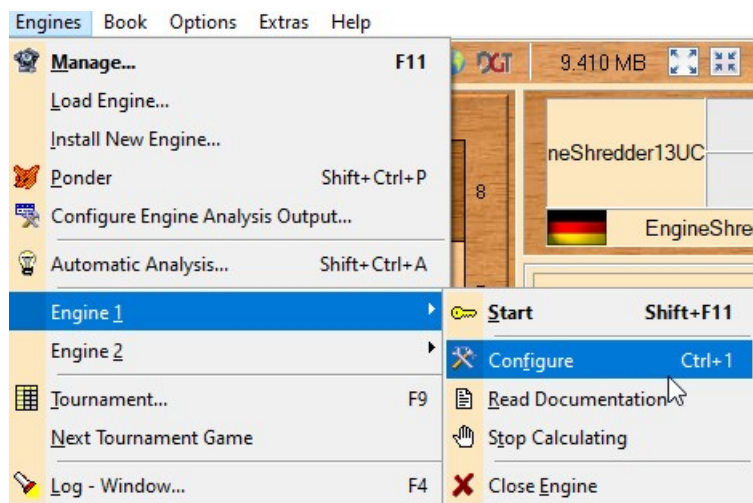 Engines Book Options Extras Help
Manage... F11
DGT 9.410 MB
Load Engine...
Install New Engine...
neShredder13UC
Ponder Shift+Ctrl+P
8
Configure Engine Analysis Output...
EngineShre
Automatic Analysis... Shift+Ctrl+A
Engine 1
Start Shift+F11
Engine 2
Configure Ctrl+1
Tournament... F9
Read Documentation
Next Tournament Game
Stop Calculating
Log - Window... F4
Close Engine